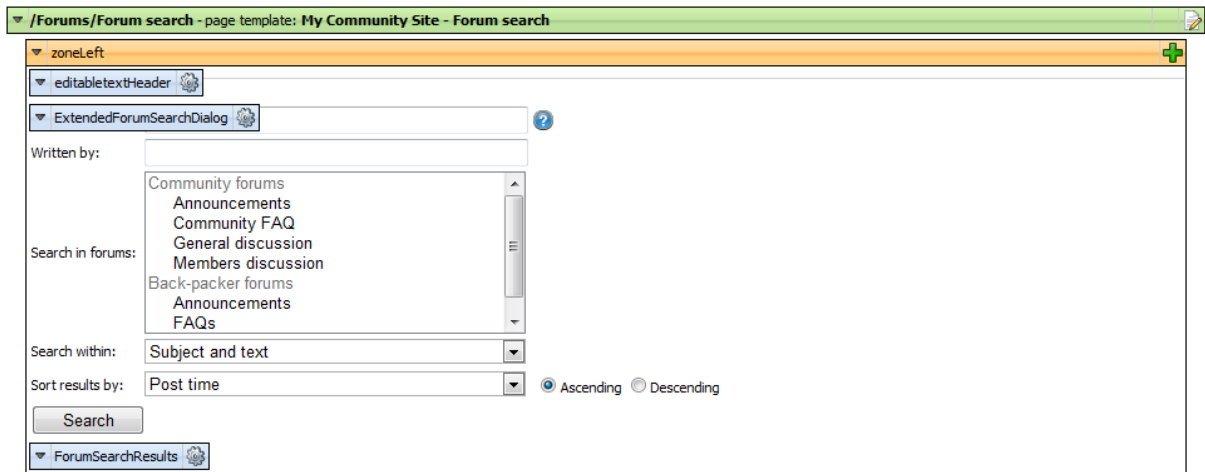 /Forums/Forum search - page template: My Community Site - Forum search
zoneLeft
editabletextHeader
ExtendedForumSearchDialog
?
Written by:
Search in forums:
Community forums
Announcements
Community FAQ
General discussion
Members discussion
Back-packer forums
Announcements
FAQs
Search within: Subject and text
Sort results by: Post time Ascending Descending
Search
ForumSearchResults